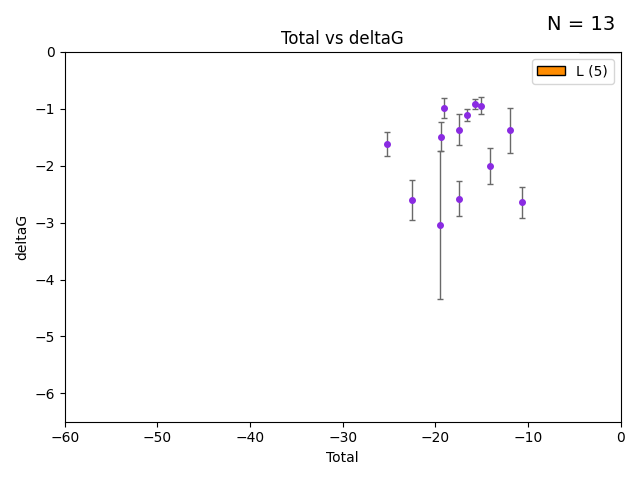 N = 13
Total vs deltaG
L (5)
0
−1
−2
−3
−4
−5
−6
deltaG
−60 −50 −40 −30 −20 −10 0
Total